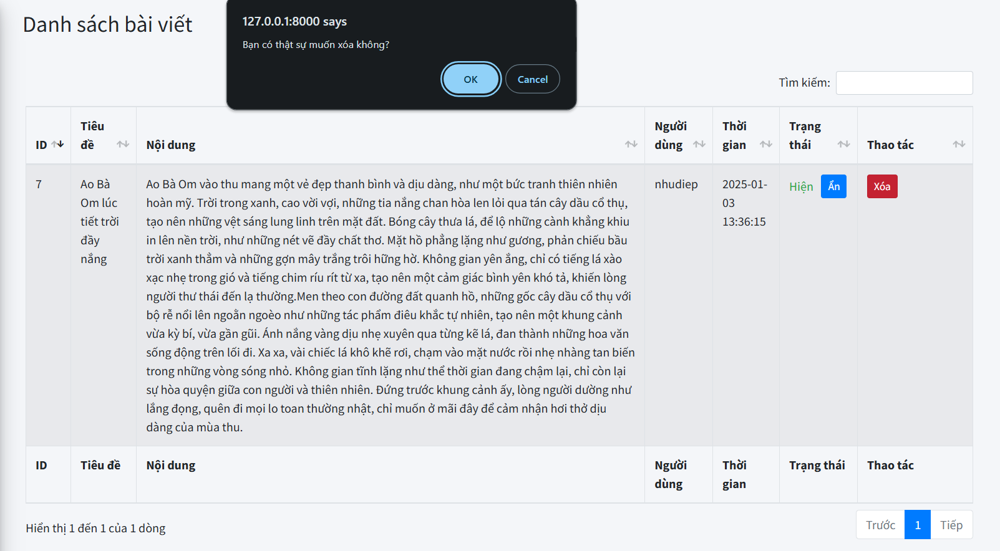 Danh sách bài viết
127.0.0.1:8000 says
Bạn có thật sự muốn xóa không?
OK
Cancel
Tìm kiếm:
ID
Tiêu
đề
Nội dung
Người
dùng
Thời
gian
Trạng
thái
Thao tác
7
Ao Bà
Om lúc
tiết trời
đầy
nắng
Ao Bà Om vào thu mang một vẻ đẹp thanh bình và dịu dàng, như một bức tranh thiên nhiên
hoàn mỹ. Trời trong xanh, cao vời vợi, những tia nắng chan hòa len lỏi qua tán cây dầu cổ thụ,
tạo nên những vệt sáng lung linh trên mặt đất. Bóng cây thưa lá, để lộ những cành khẳng khiu
in lên nền trời, như những nét vẽ đầy chất thơ. Mặt hồ phẳng lặng như gương, phản chiếu bầu
trời xanh thẳm và những gợn mây trắng trôi hững hờ. Không gian yên ắng, chỉ có tiếng lá xào
xạc nhẹ trong gió và tiếng chim ríu rít từ xa, tạo nên một cảm giác bình yên khó tả, khiến lòng
người thư thái đến lạ thường.Men theo con đường đất quanh hồ, những gốc cây dầu cổ thụ với
bộ rễ nổi lên ngoằn ngoèo như những tác phẩm điêu khắc tự nhiên, tạo nên một khung cảnh
vừa kỳ bí, vừa gần gũi. Ánh nắng vàng dịu nhẹ xuyên qua từng kẽ lá, đan thành những hoa văn
sống động trên lối đi. Xa xa, vài chiếc lá khô khẽ rơi, chạm vào mặt nước rồi nhẹ nhàng tan biến
trong những vòng sóng nhỏ. Không gian tĩnh lặng như thể thời gian đang chậm lại, chỉ còn lại
sự hòa quyện giữa con người và thiên nhiên. Đứng trước khung cảnh ấy, lòng người dường như
lắng đọng, quên đi mọi lo toan thường nhật, chỉ muốn ở mãi đây để cảm nhận hơi thở dịu
dàng của mùa thu.
nhudiep
2025-01-
03
13:36:15
Hiện
Ẩn
Xóa
ID
Tiêu đề
Nội dung
Người
dùng
Thời
gian
Trạng thái
Thao tác
Hiển thị 1 đến 1 của 1 dòng
Trước
1
Tiếp